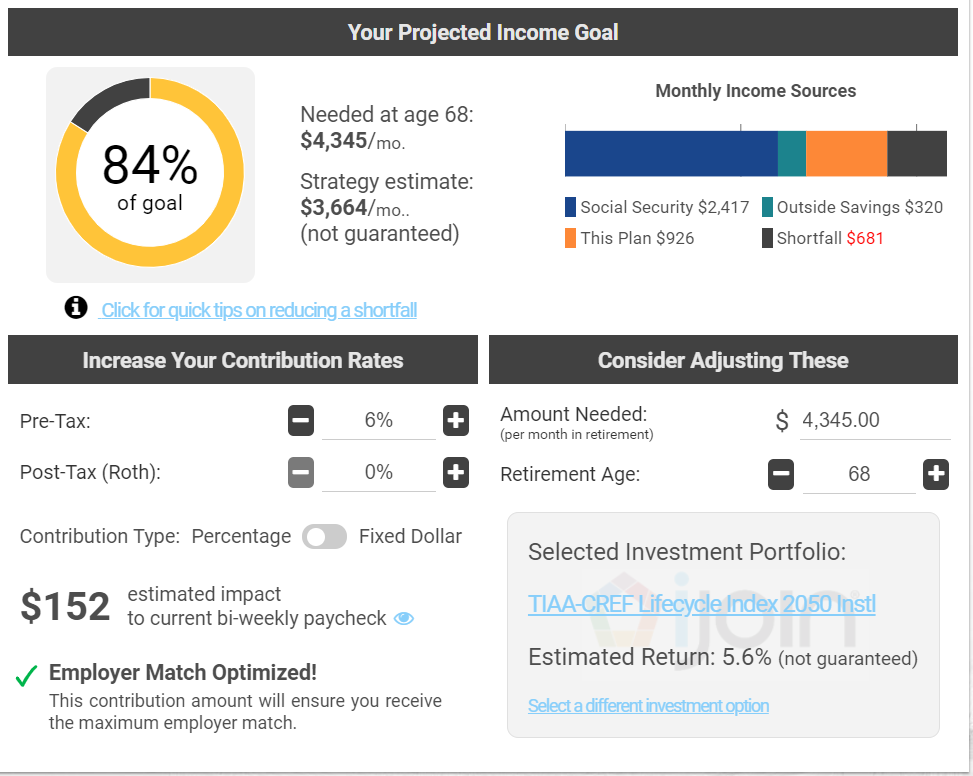 Your Projected Income Goal
84%
of goal
Needed at age 68:
$4,345/mo.
Strategy estimate:
$3,664/mo..
(not guaranteed)
Monthly Income Sources
Social Security $2,417
Outside Savings $320
This Plan $926
Shortfall $681
Click for quick tips on reducing a shortfall
Increase Your Contribution Rates
Pre-Tax: 6%
Post-Tax (Roth): 0%
Contribution Type: Percentage Fixed Dollar
$152
estimated impact
to current bi-weekly paycheck
Employer Match Optimized!
This contribution amount will ensure you receive
the maximum employer match.
Consider Adjusting These
Amount Needed: $ 4,345.00
(per month in retirement)
Retirement Age: 68
Selected Investment Portfolio:
TIAA-CREF Lifecycle Index 2050 Instl
ijoin
Estimated Return: 5.6% (not guaranteed)
Select a different investment option